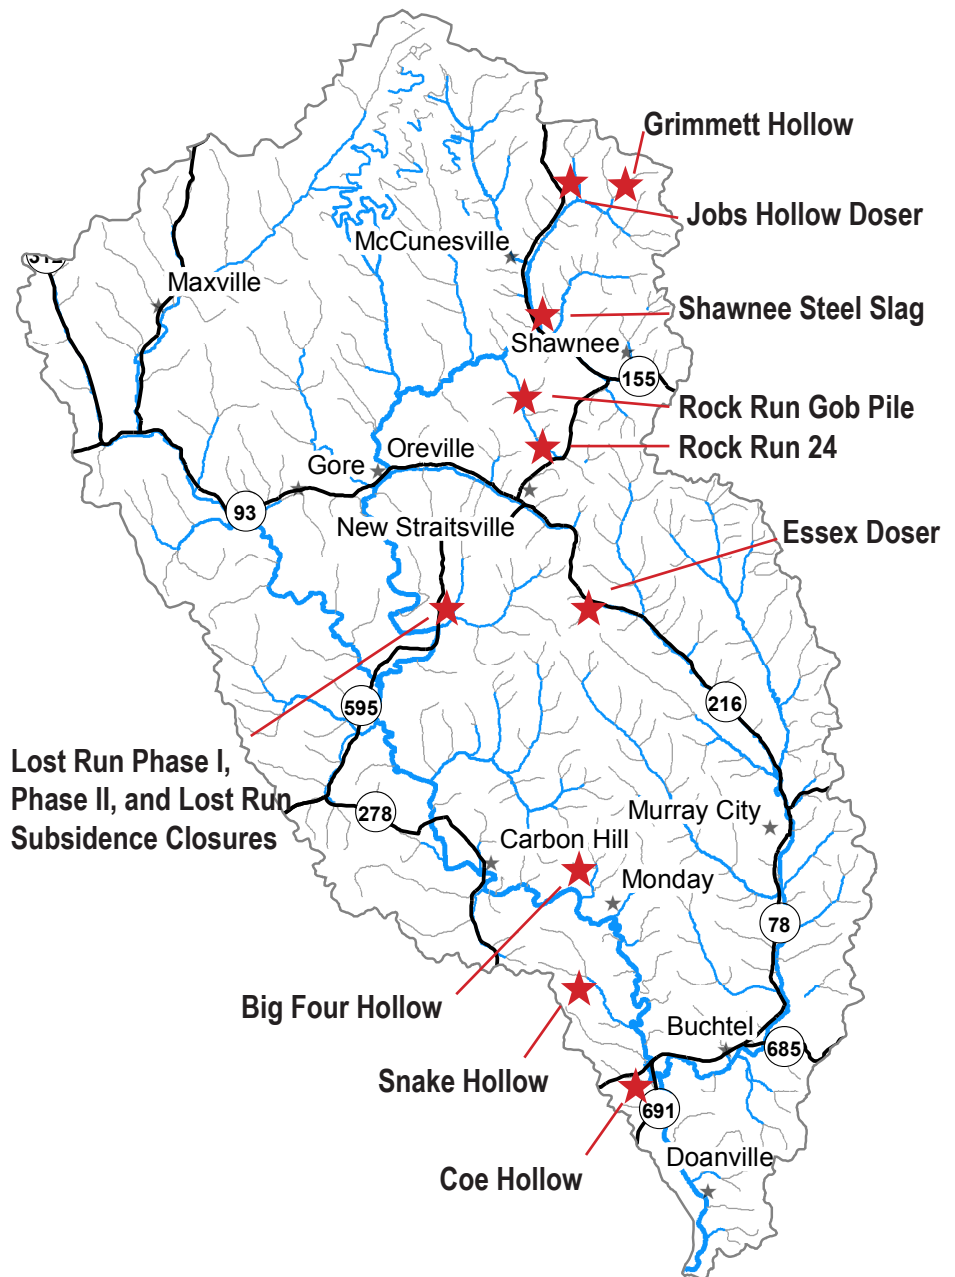 Grimmett Hollow
Jobs Hollow Doser
McCunesville
Maxville
Shawnee Steel Slag
Shawnee
155
Rock Run Gob Pile
Rock Run 24
Oreville
Gore
93
New Straitsville
Essex Doser
595
216
Lost Run Phase I,
Phase II, and Lost Run
Subsidence Closures
278
Murray City
Carbon Hill
Monday
78
Big Four Hollow
Buchtel
685
Snake Hollow
691
Coe Hollow
Doanville